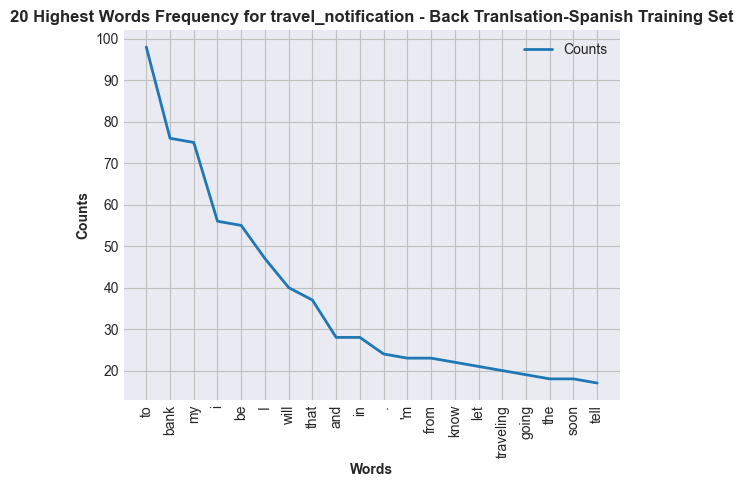 20 Highest Words Frequency for travel_notification - Back Tranlsation-Spanish Training Set
Counts
100
90
80
70
60
50
40
30
20
Counts
to
bank
my
i
be
I
will
that
and
in
.
'm
from
know
let
traveling
going
the
soon
tell
Words